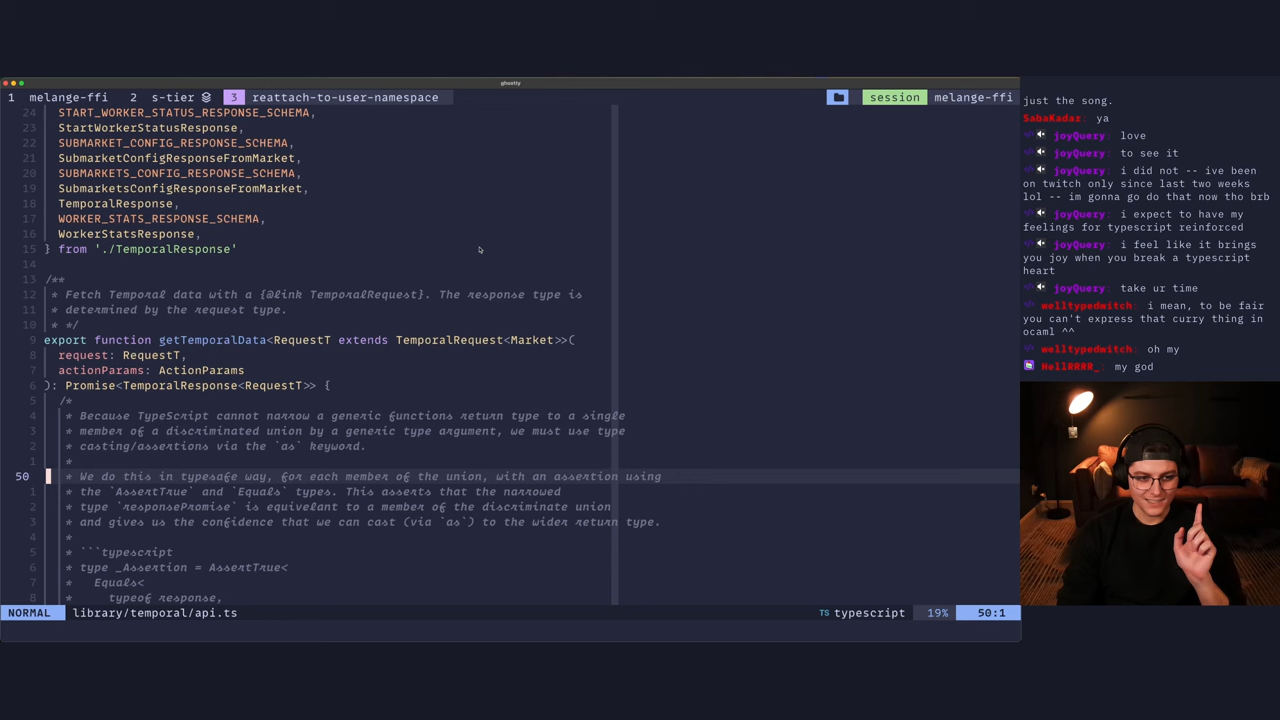 ghostty
1 melange-ffi 2 s-tier 3 reattach-to-user-namespace session melange-ffi
24 START_WORKER_STATUS_RESPONSE_SCHEMA,
23 StartWorkerStatusResponse,
22 SUBMARKET_CONFIG_RESPONSE_SCHEMA,
21 SubmarketConfigResponseFromMarket,
20 SUBMARKETS_CONFIG_RESPONSE_SCHEMA,
19 SubmarketsConfigResponseFromMarket,
18 TemporalResponse,
17 WORKER_STATS_RESPONSE_SCHEMA,
16 WorkerStatsResponse,
15 } from './TemporalResponse'
14
13 /**
12 * Fetch Temporal data with a {@link TemporalRequest}. The response type is
11 * determined by the request type.
10 * */
9 export function getTemporalData<RequestT extends TemporalRequest<Market>>(
8 request: RequestT,
7 actionParams: ActionParams
6 ): Promise<TemporalResponse<RequestT>> {
5 /*
4 * Because TypeScript cannot narrow a generic functions return type to a single
3 * member of a discriminated union by a generic type argument, we must use type
2 * casting/assertions via the `as` keyword.
1 *
50 * We do this in typesafe way, for each member of the union, with an assertion using
1 * the `AssertTrue` and `Equals` types. This asserts that the narrowed
2 * type `responsePromise` is equivelant to a member of the discriminate union
3 * and gives us the confidence that we can cast (via `as`) to the wider return type.
4 *
5 * ```typescript
6 * type _Assertion = AssertTrue<
7 * Equals<
8 * typeof response,
NORMAL library/temporal/api.ts TS typescript 19% 50:1
just the song.
SabaKadar: ya
joyQuery: love
joyQuery: to see it
joyQuery: i did not -- ive been
on twitch only since last two weeks
lol -- im gonna go do that now tho brb
joyQuery: i expect to have my
feelings for typescript reinforced
joyQuery: i feel like it brings
you joy when you break a typescript
heart
joyQuery: take ur time
welltypedwitch: i mean, to be fair
you can't express that curry thing in
ocaml ^^
welltypedwitch: oh my
HellRRRR_: my god